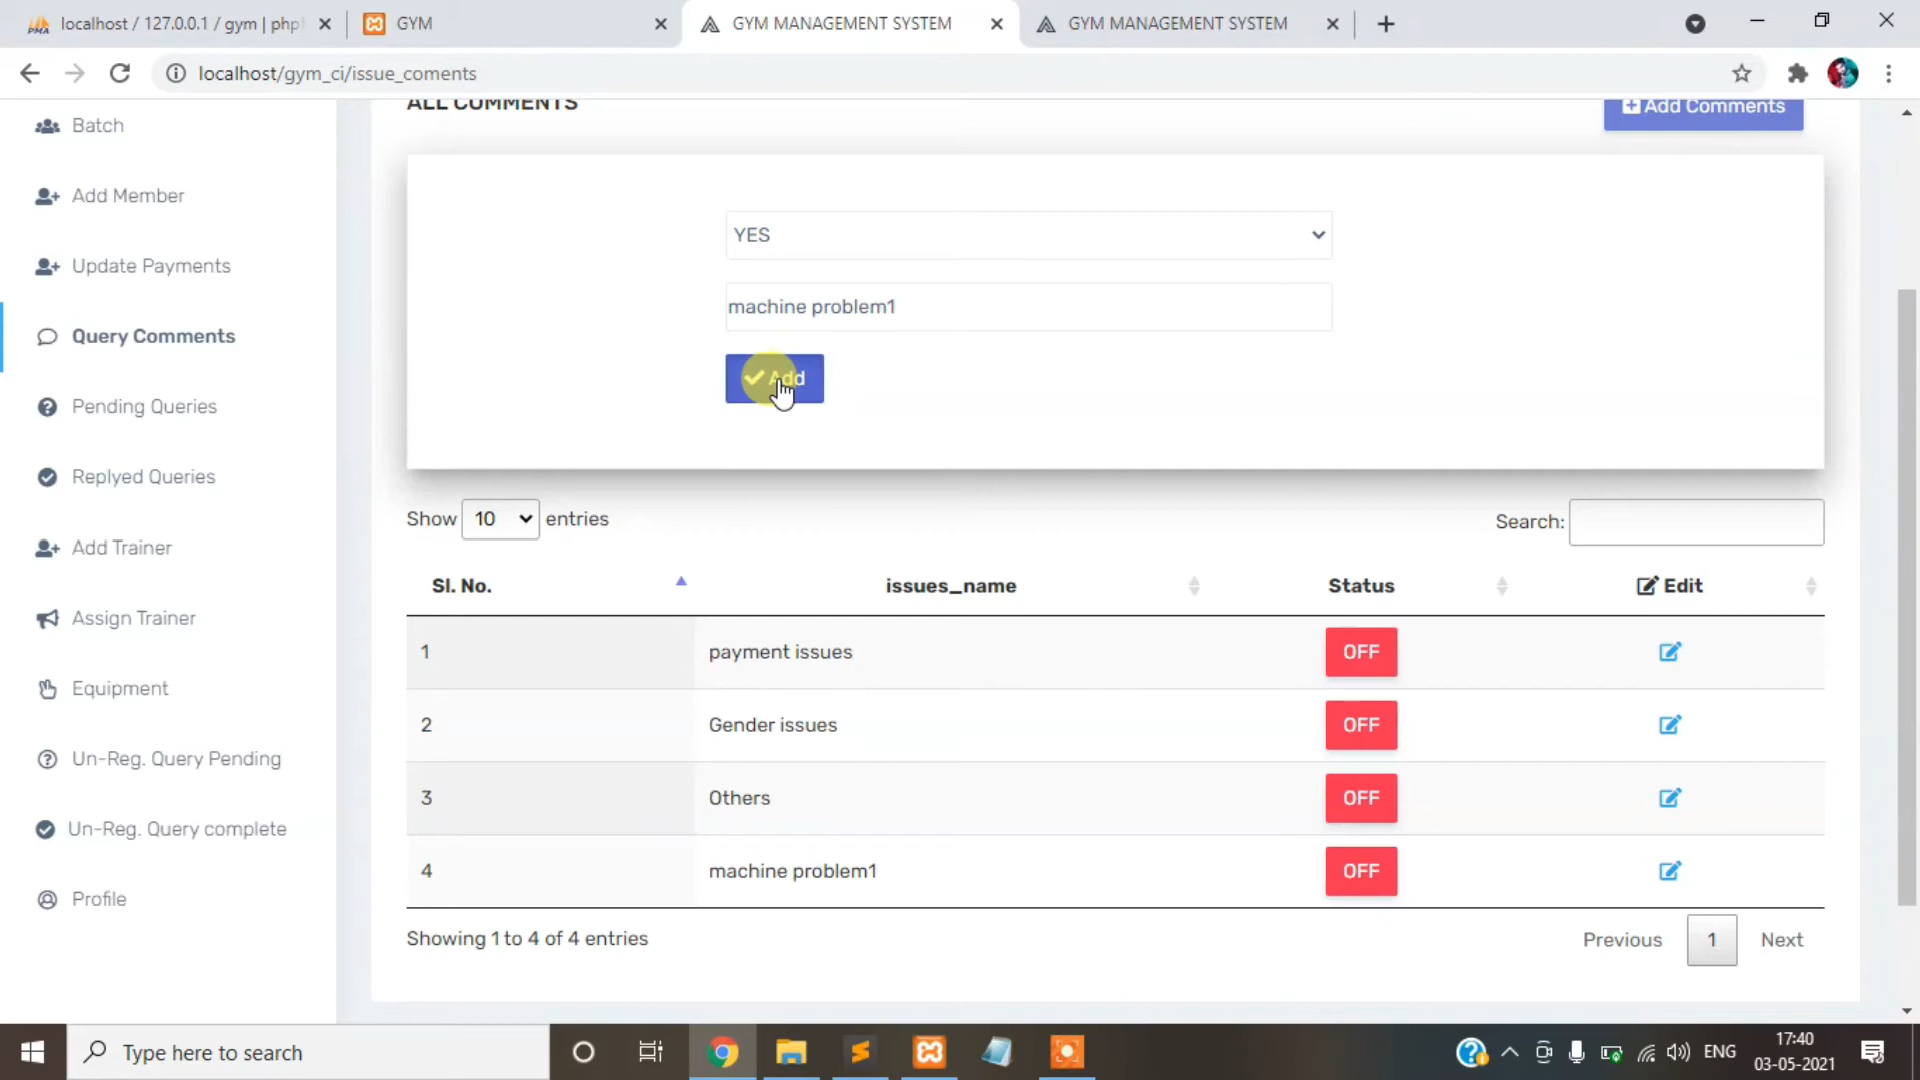 localhost / 127.0.0.1 / gym | php
GYM
GYM MANAGEMENT SYSTEM
GYM MANAGEMENT SYSTEM
localhost/gym_ci/issue_coments
Batch
Add Member
Update Payments
Query Comments
Pending Queries
Replyed Queries
Add Trainer
Assign Trainer
Equipment
Un-Reg. Query Pending
Un-Reg. Query complete
Profile
ALL COMMENTS
Add Comments
YES
machine problem1
Add
Show 10 entries
Search:
Sl. No. issues_name Status Edit
1 payment issues OFF
2 Gender issues OFF
3 Others OFF
4 machine problem1 OFF
Showing 1 to 4 of 4 entries
Previous 1 Next
Type here to search
ENG
17:40
03-05-2021